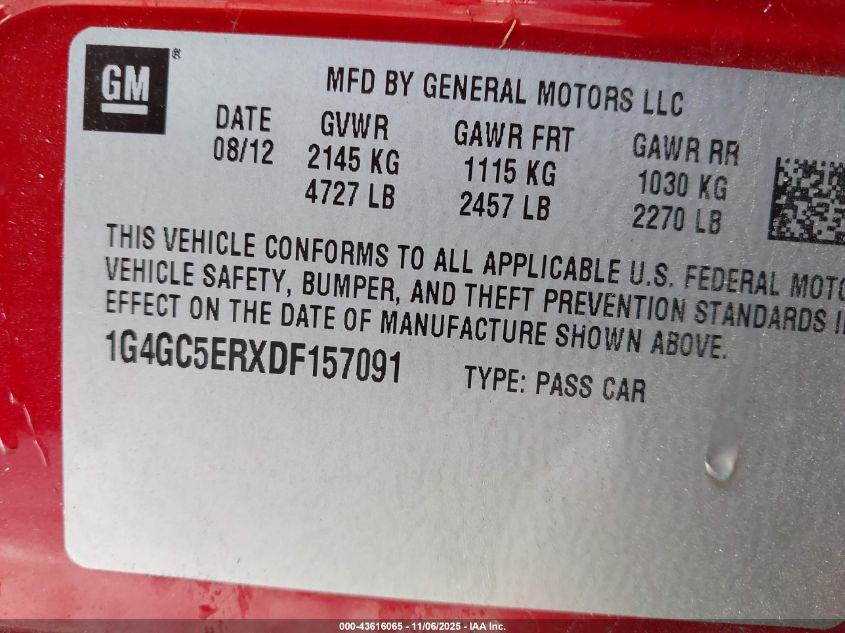 GM®
MFD BY GENERAL MOTORS LLC
DATE GVWR GAWR FRT GAWR RR
08/12 2145 KG 1115 KG 1030 KG
4727 LB 2457 LB 2270 LB
THIS VEHICLE CONFORMS TO ALL APPLICABLE U.S. FEDERAL
VEHICLE SAFETY, BUMPER, AND THEFT PREVENTION STANDARDS
EFFECT ON THE DATE OF MANUFACTURE SHOWN ABOVE.
1G4GC5ERXDF157091 TYPE: PASS CAR
000-43616065 - 11/06/2025 - IAA Inc.